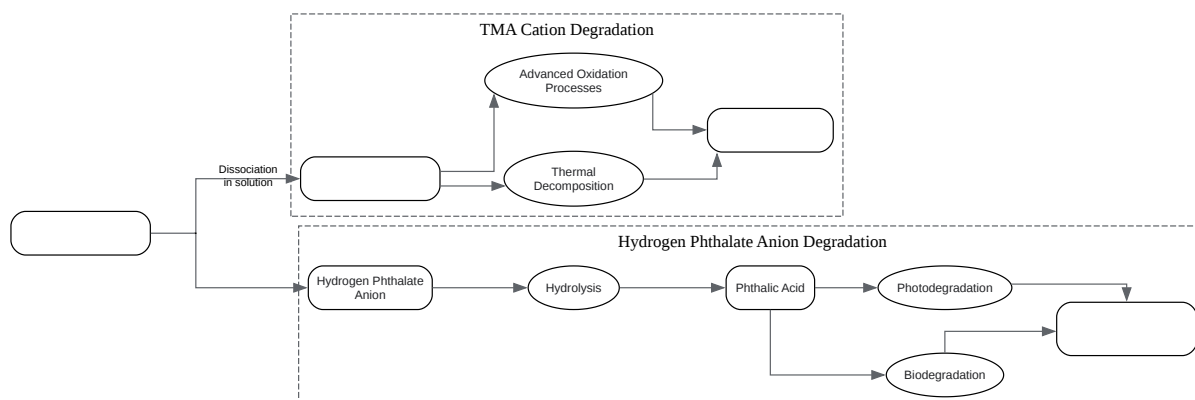 TMA Cation Degradation
Advanced Oxidation
Processes
Dissociation
in solution
Thermal
Decomposition
Hydrogen Phthalate Anion Degradation
Hydrogen Phthalate
Anion
Hydrolysis
Phthalic Acid
Photodegradation
Biodegradation